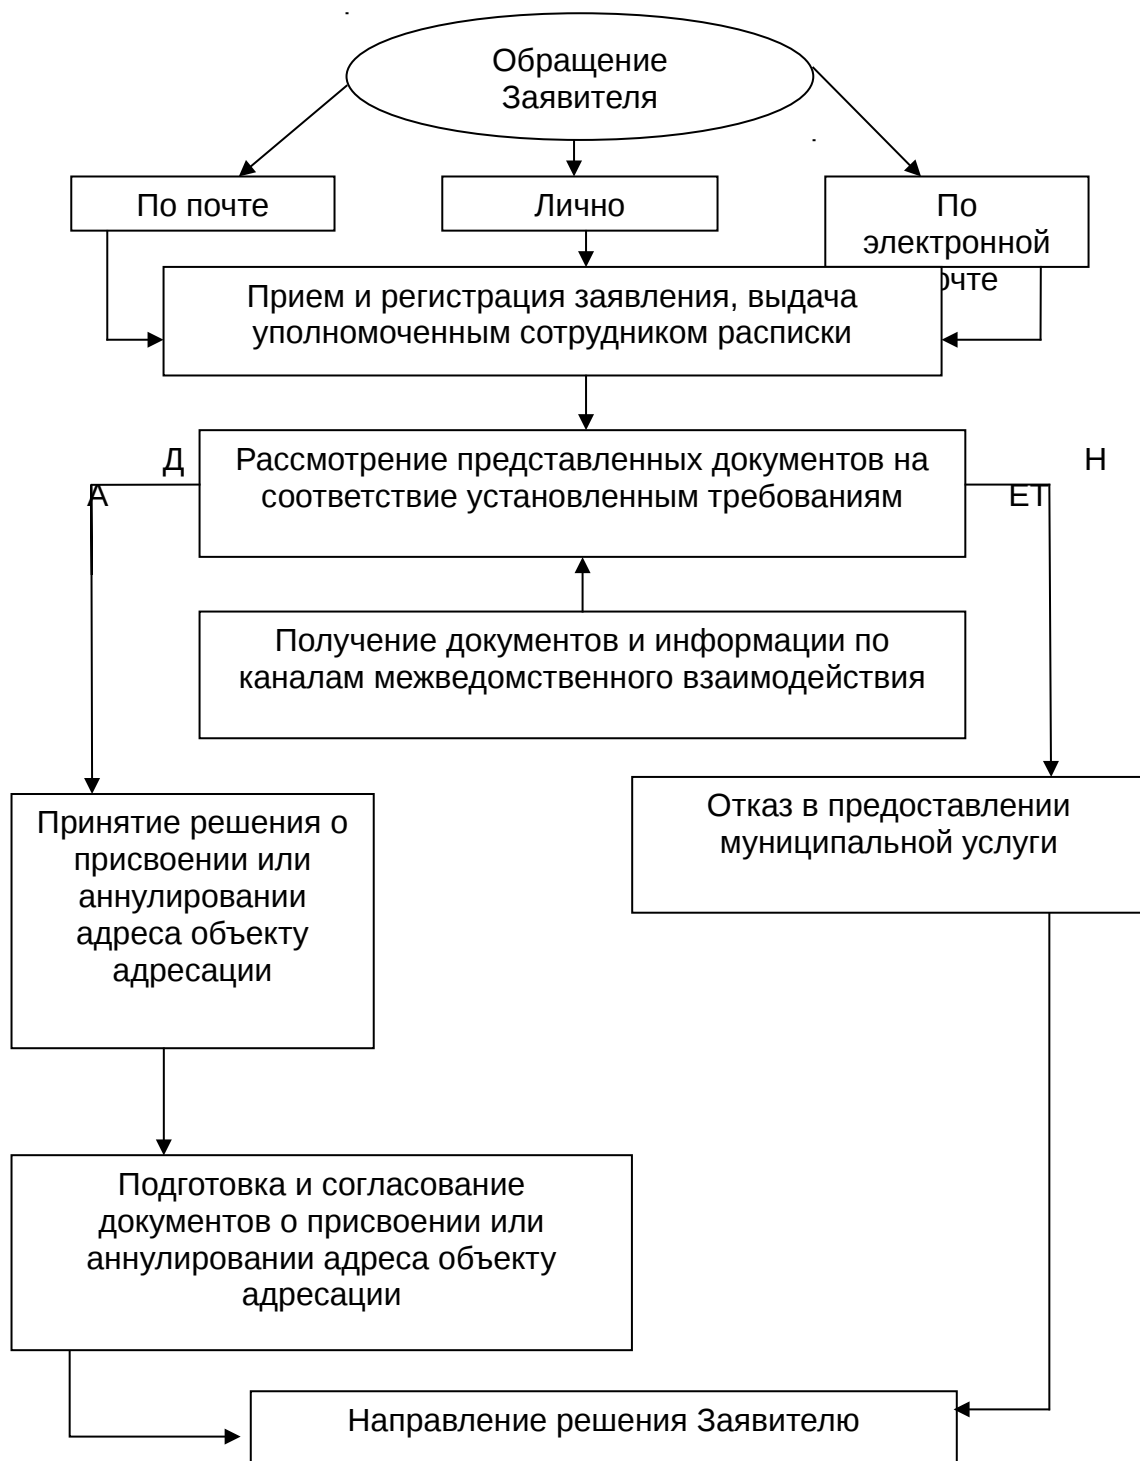 Обращение
Заявителя
По почте
Лично
По
электронной
очте
Прием и регистрация заявления, выдача
уполномоченным сотрудником расписки
Д
А
Рассмотрение представленных документов на
соответствие установленным требованиям
Н
ЕТ
Получение документов и информации по
каналам межведомственного взаимодействия
Принятие решения о
присвоении или
аннулировании
адреса объекту
адресации
Отказ в предоставлении
муниципальной услуги
Подготовка и согласование
документов о присвоении или
аннулировании адреса объекту
адресации
Направление решения Заявителю